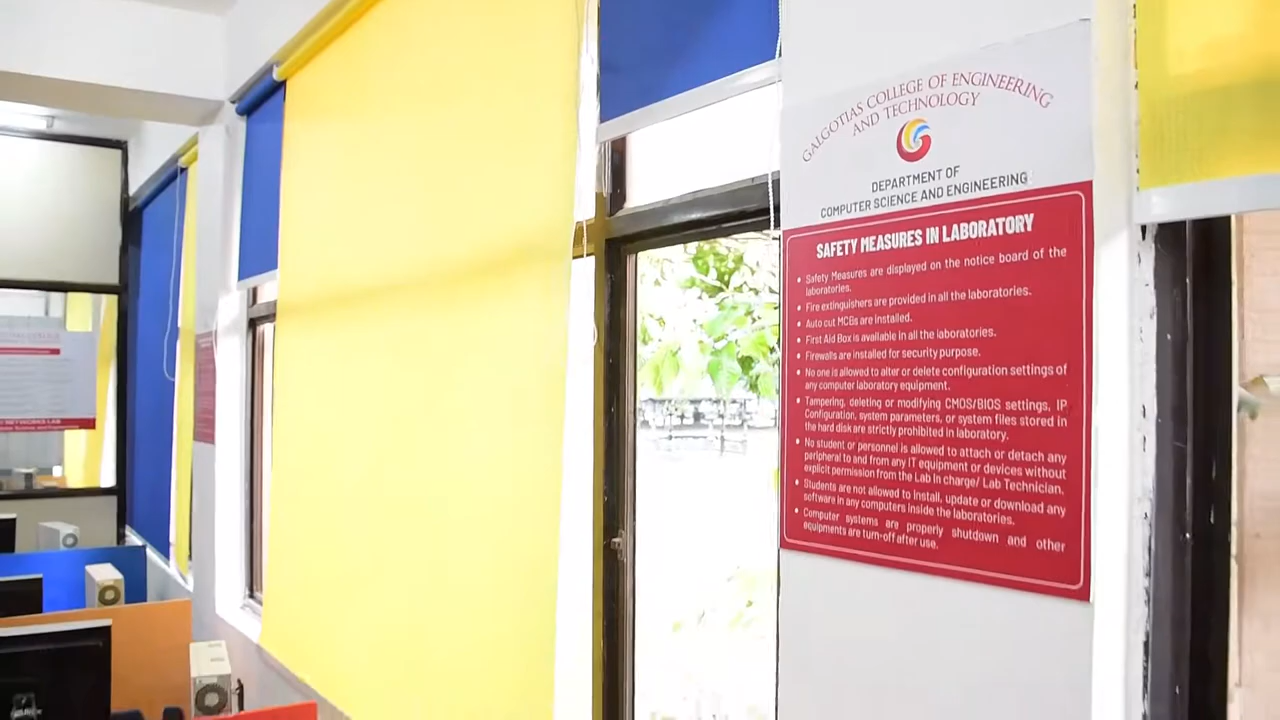 GALGOTIAS COLLEGE OF ENGINEERING
AND TECHNOLOGY
DEPARTMENT OF
COMPUTER SCIENCE AND ENGINEERING
SAFETY MEASURES IN LABORATORY
• Safety Measures are displayed on the notice board of the
laboratories.
• Fire extinguishers are provided in all the laboratories.
• Auto cut MCBs are installed.
• First Aid Box is available in all the laboratories.
• Firewalls are installed for security purpose.
• No one is allowed to alter or delete configuration settings of
any computer laboratory equipment.
• Tampering, deleting or modifying CMOS/BIOS settings, IP
Configuration, system parameters, or system files stored in
the hard disk are strictly prohibited in laboratory.
• No student or personnel is allowed to attach or detach any
peripheral to and from any IT equipment or devices without
explicit permission from the Lab In charge/ Lab Technician.
• Students are not allowed to install, update or download any
software in any computers inside the laboratories.
• Computer systems are properly shutdown and other
equipments are turn-off after use.
NETWORKS LAB